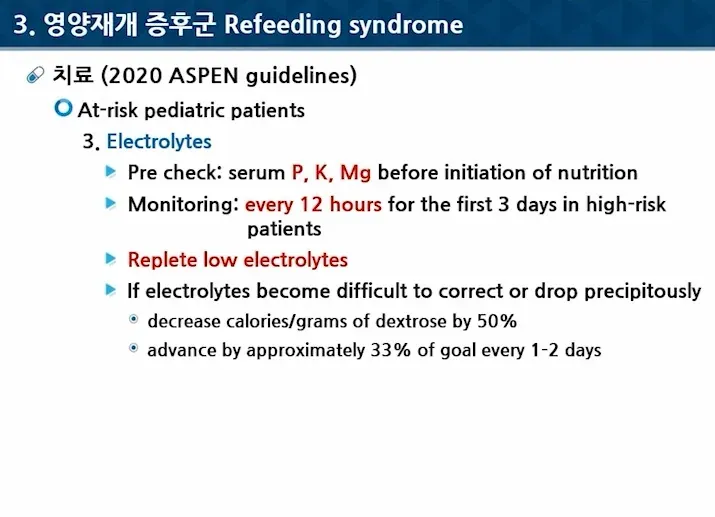 3. 영양재개 증후군 Refeeding syndrome
치료 (2020 ASPEN guidelines)
At-risk pediatric patients
3. Electrolytes
Pre check: serum P, K, Mg before initiation of nutrition
Monitoring: every 12 hours for the first 3 days in high-risk
patients
Replete low electrolytes
If electrolytes become difficult to correct or drop precipitously
decrease calories/grams of dextrose by 50%
advance by approximately 33% of goal every 1-2 days